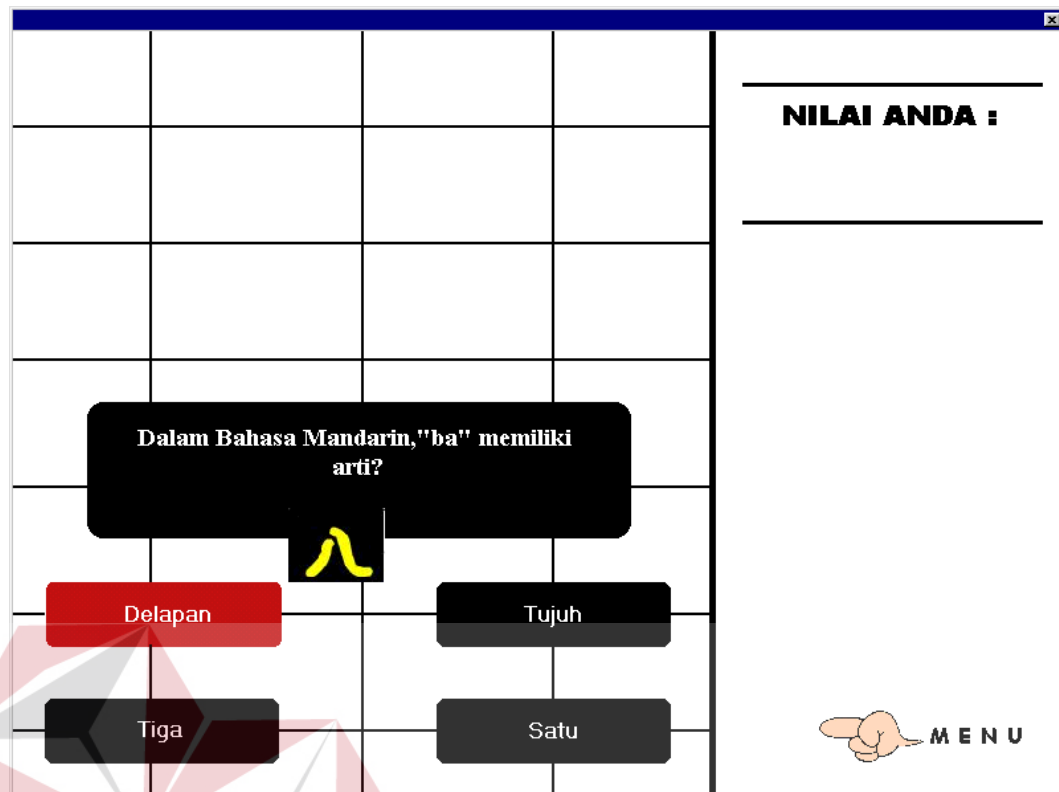 NILAI ANDA :
Dalam Bahasa Mandarin,"ba" memiliki
arti?
八
Delapan
Tujuh
Tiga
Satu
MENU